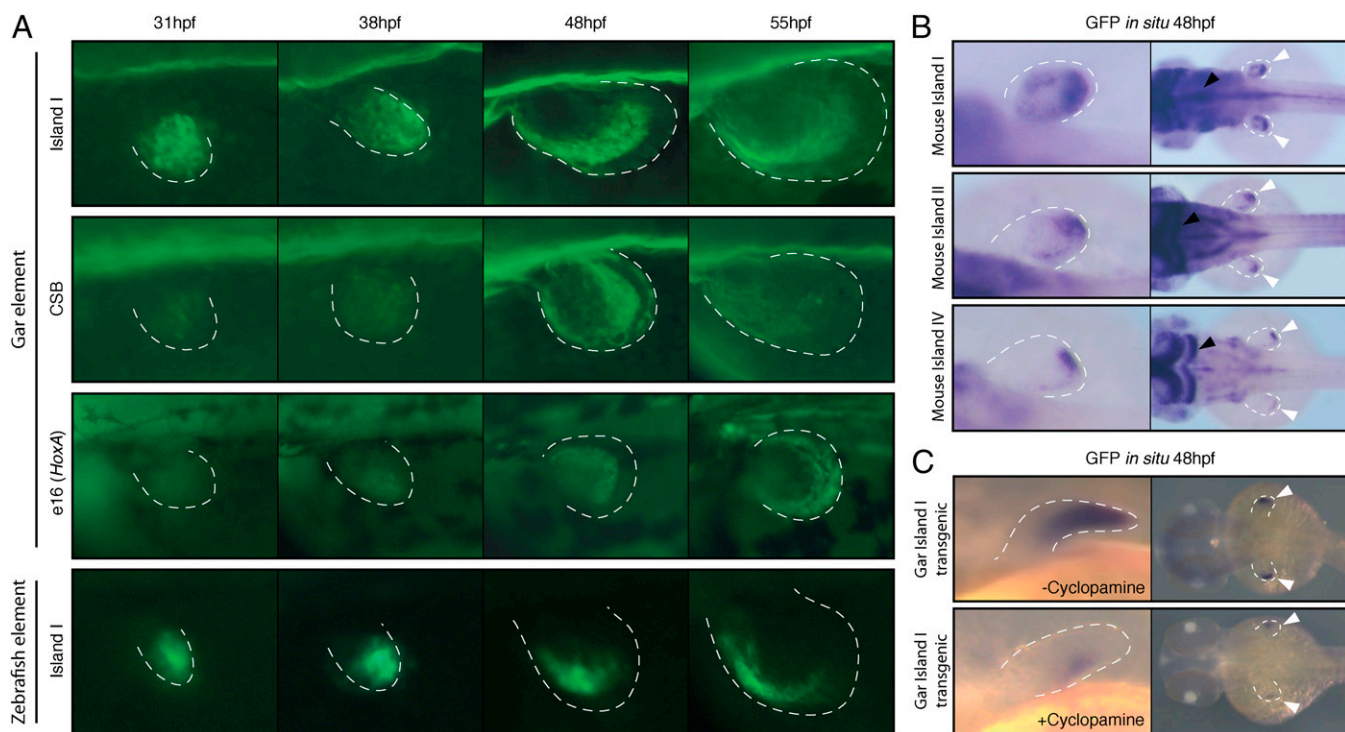 A
31hpf
38hpf
48hpf
55hpf
Gar element
Island I
CSB
e16 (HoxA)
Zebrafish element
Island I
B
GFP in situ 48hpf
Mouse Island I
Mouse Island II
Mouse Island IV
C
GFP in situ 48hpf
Gar Island I
transgenic
-Cyclopamine
Gar Island I
transgenic
+Cyclopamine